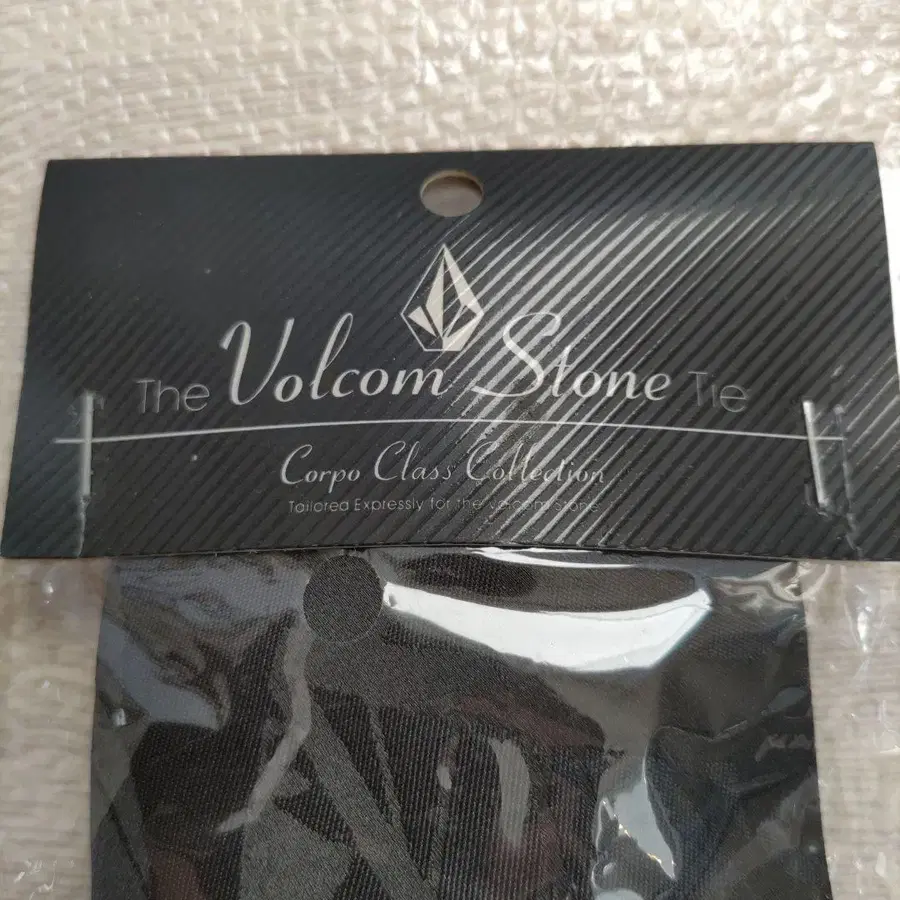 The Volcom Stone Tie
Corpo Class Collection
Tailored Expressly for the Volcom Stone